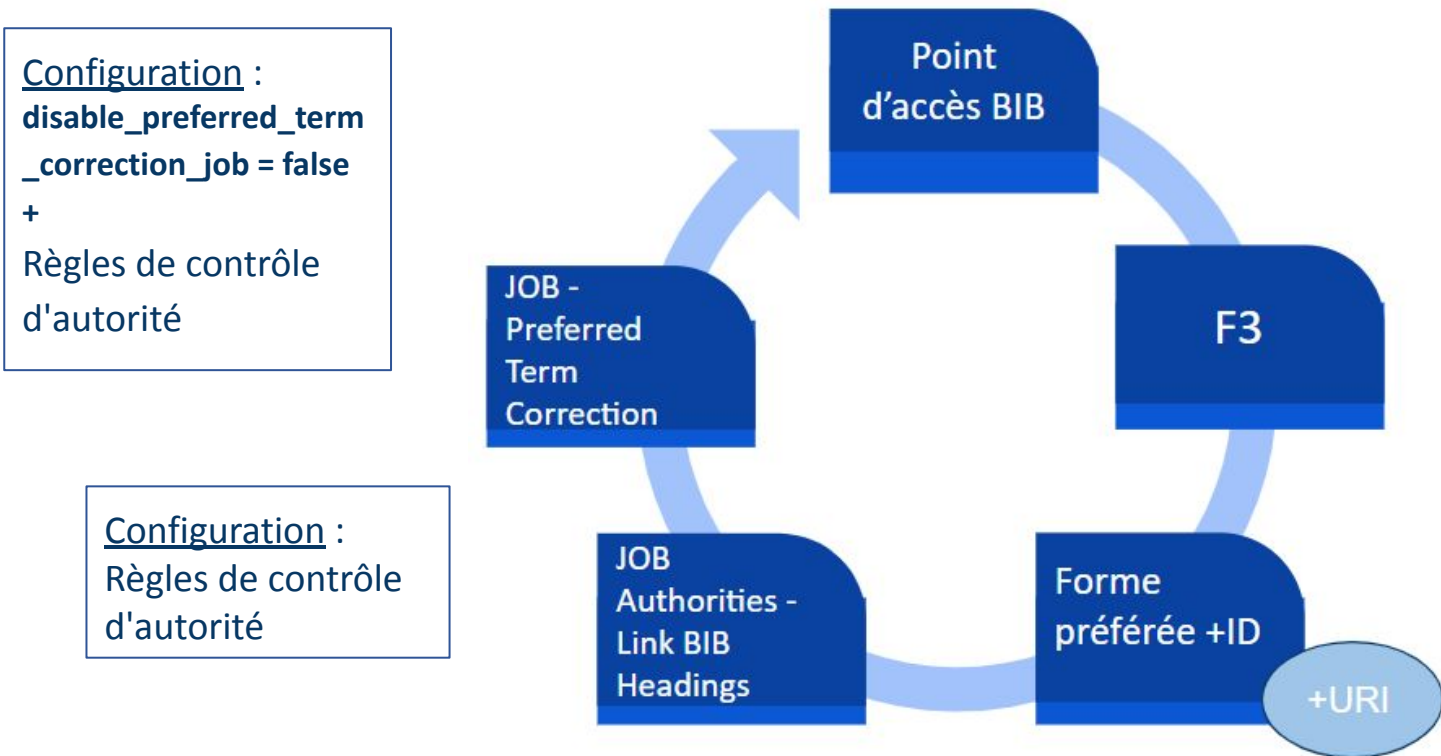 Configuration :
disable_preferred_term
_correction_job = false
+
Règles de contrôle
d'autorité
Configuration :
Règles de contrôle
d'autorité
Point
d'accès BIB
F3
Forme
préférée +ID
+URI
JOB
Authorities -
Link BIB
Headings
JOB -
Preferred
Term
Correction